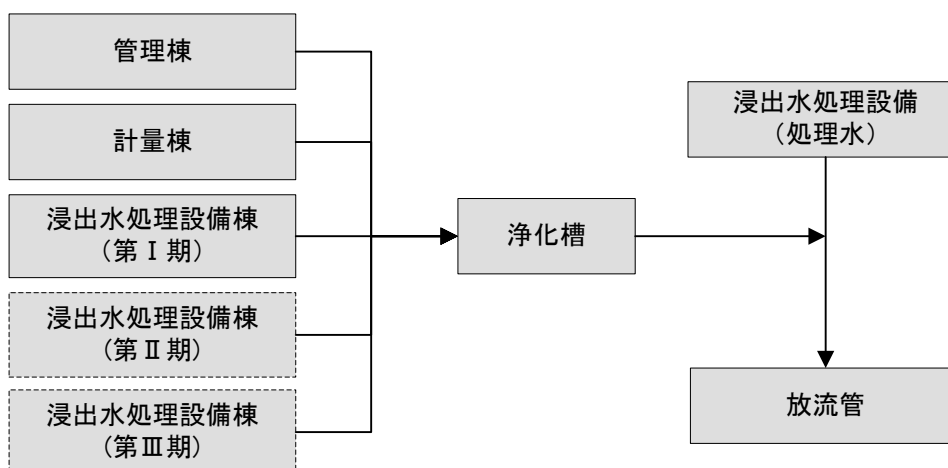 管理棟
計量棟
浸出水処理設備棟
（第Ⅰ期）
浸出水処理設備棟
（第Ⅱ期）
浸出水処理設備棟
（第Ⅲ期）
浄化槽
浸出水処理設備
（処理水）
放流管